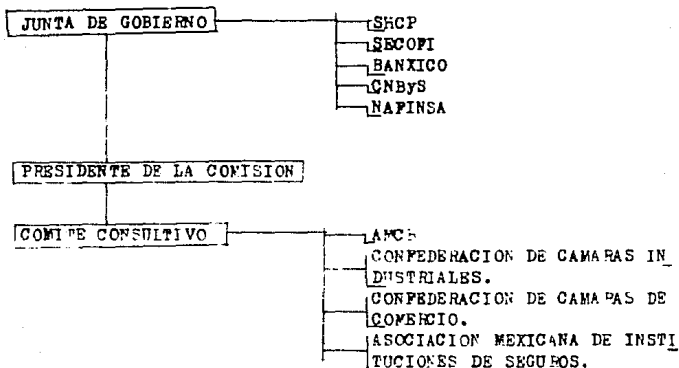 JUNTA DE GOBIERNO
SHCP
SECOFI
BANXICO
CNByS
NAFINSA
PRESIDENTE DE LA COMISION
COMITE CONSULTIVO
CONFEDERACION DE CAMARAS IN
DUSTRIALES.
CONFEDERACION DE CAMARAS DE
COMERCIO.
ASOCIACION MEXICANA DE INSTI
TUCIONES DE SEGUROS.